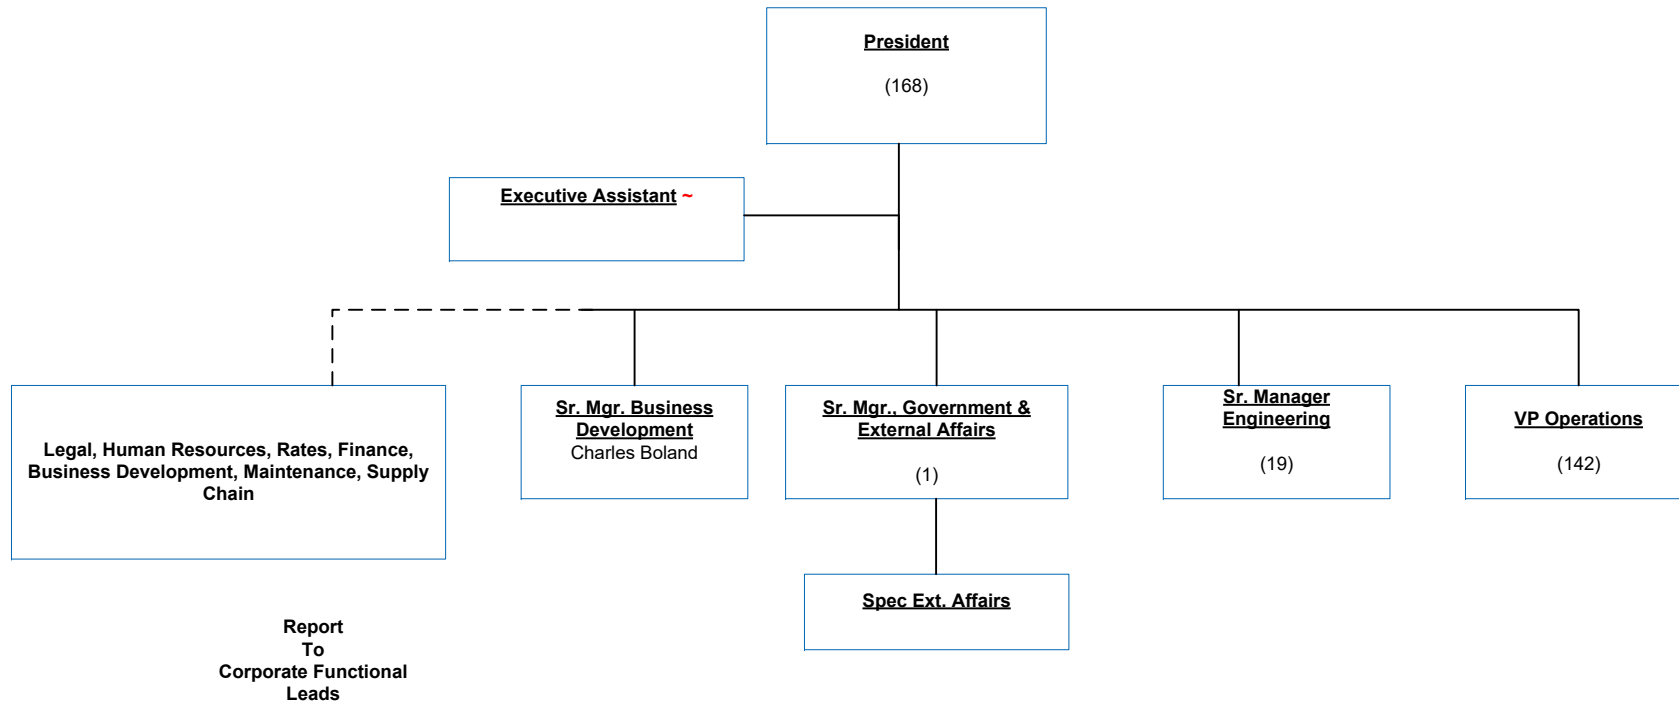 President
(168)
Executive Assistant ~
Legal, Human Resources, Rates, Finance,
Business Development, Maintenance, Supply
Chain
Sr. Mgr. Business
Development
Charles Boland
Sr. Mgr., Government &
External Affairs
(1)
Sr. Manager
Engineering
(19)
VP Operations
(142)
Spec Ext. Affairs
Report
To
Corporate Functional
Leads